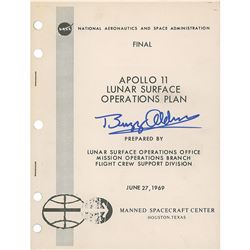 NASA
NATIONAL AERONAUTICS AND SPACE ADMINISTRATION
FINAL
APOLLO 11
LUNAR SURFACE
OPERATIONS PLAN
Buzz Aldrin
PREPARED BY
LUNAR SURFACE OPERATIONS OFFICE
MISSION OPERATIONS BRANCH
FLIGHT CREW SUPPORT DIVISION
JUNE 27, 1969
MANNED SPACECRAFT CENTER
HOUSTON, TEXAS